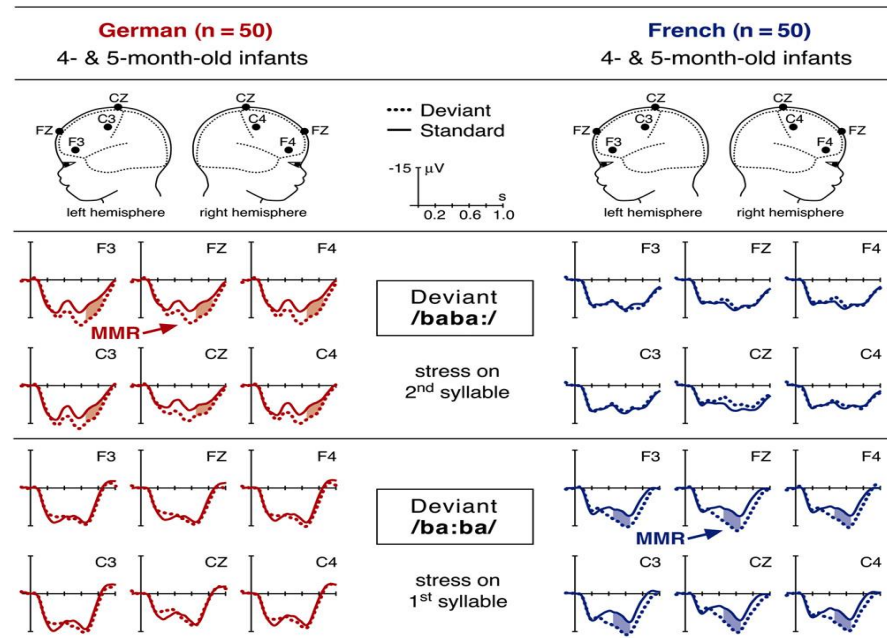 German (n = 50)
4- & 5-month-old infants
French (n = 50)
4- & 5-month-old infants
CZ
C3
FZ
F3
left hemisphere
CZ
C4
FZ
F4
right hemisphere
Deviant
Standard
-15 µV
s
0.2 0.6 1.0
CZ
C3
FZ
F3
left hemisphere
CZ
C4
FZ
F4
right hemisphere
F3 FZ F4
MMR
C3 CZ C4
Deviant
/baba:/
stress on
2nd syllable
F3 FZ F4
C3 CZ C4
F3 FZ F4
C3 CZ C4
Deviant
/ba:ba/
stress on
1st syllable
F3 FZ F4
MMR
C3 CZ C4